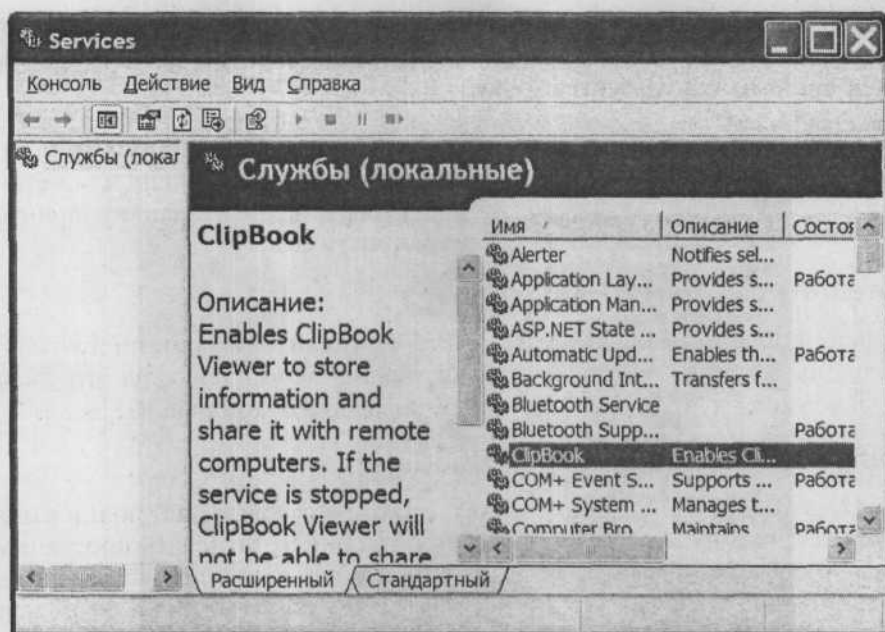 Services
Консоль Действие Вид Справка
Службы (локал
Службы (локальные)
ClipBook
Описание:
Enables ClipBook
Viewer to store
information and
share it with remote
computers. If the
service is stopped,
ClipBook Viewer will
not be able to share
Имя Описание Состоя
Alerter Notifies sel...
Application Lay... Provides s... Работа
Application Man... Provides s...
ASP.NET State ... Provides s...
Automatic Upd... Enables th... Работа
Background Int... Transfers f...
Bluetooth Service
Bluetooth Supp... Работа
ClipBook Enables Cli...
COM+ Event S... Supports ... Работа
COM+ System ... Manages t...
Computer Bro Maintains Работа
Расширенный Стандартный